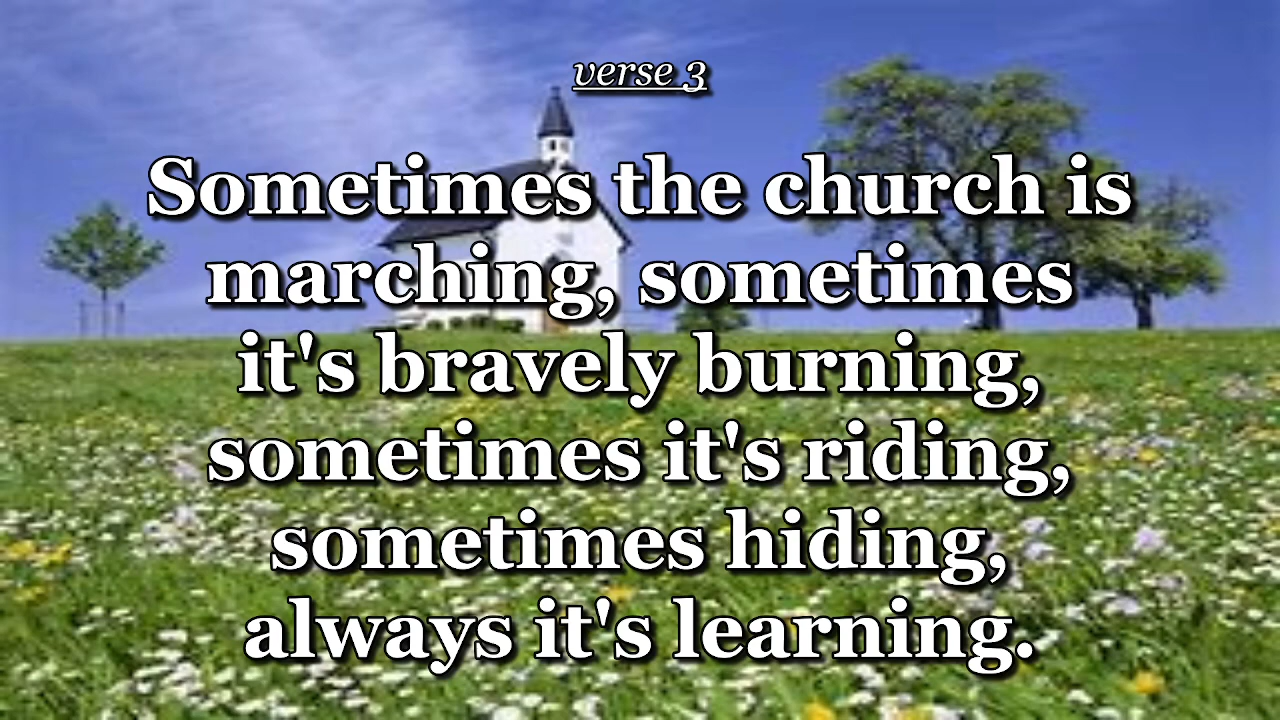 verse 3
Sometimes the church is
marching, sometimes
it's bravely burning,
sometimes it's riding,
sometimes hiding,
always it's learning.